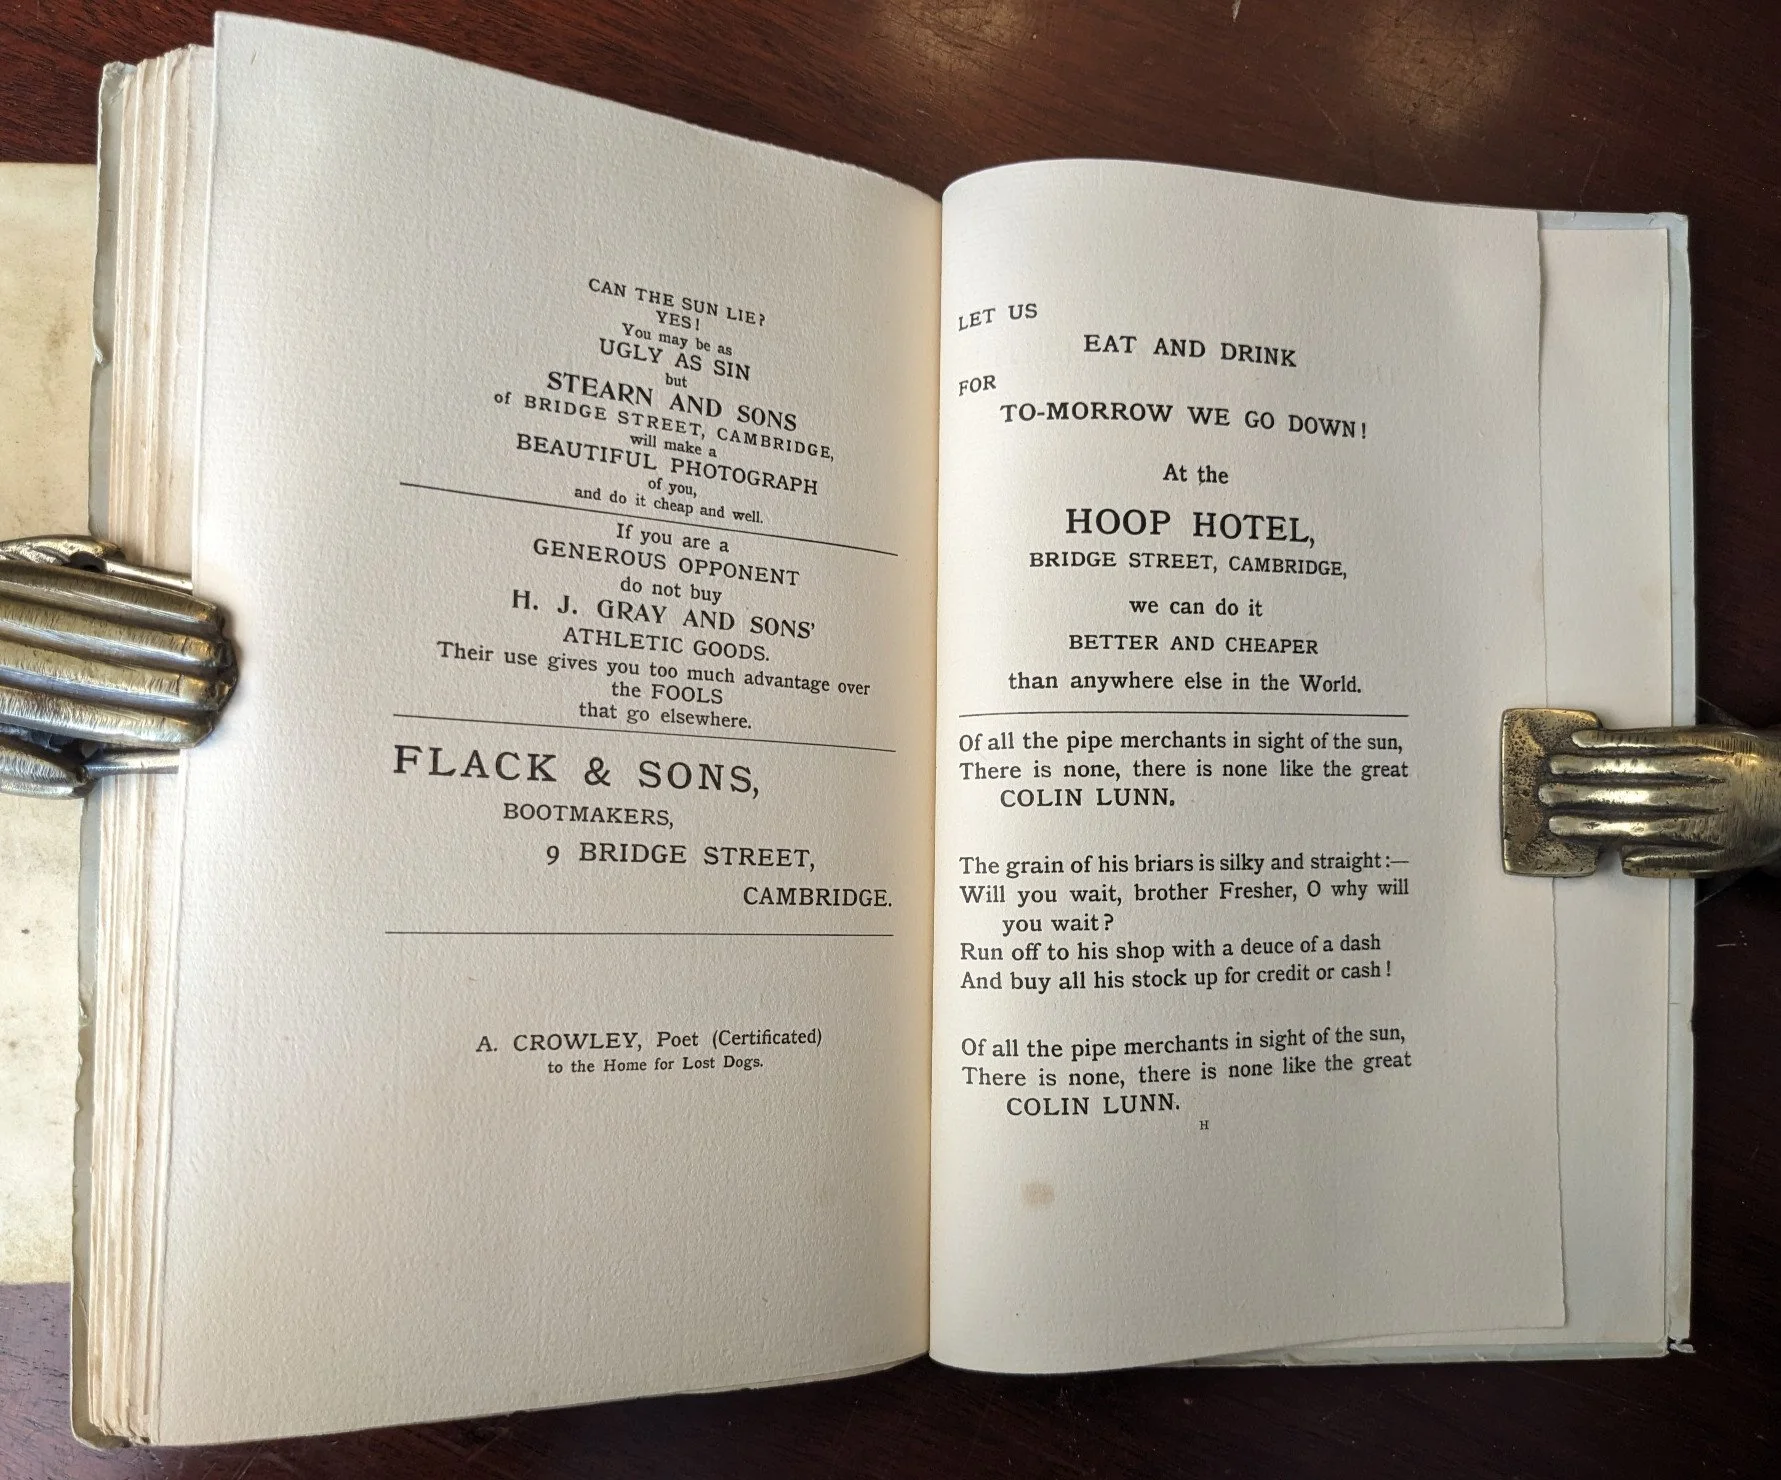 CAN THE SUN LIE?
YES!
You may be as
UGLY AS SIN
but
STEARN AND SONS
of BRIDGE STREET, CAMBRIDGE,
will make a
BEAUTIFUL PHOTOGRAPH
of you,
and do it cheap and well.
If you are a
GENEROUS OPPONENT
do not buy
H. J. GRAY AND SONS'
ATHLETIC GOODS.
Their use gives you too much advantage over
the FOOLS
that go elsewhere.
FLACK & SONS,
BOOTMAKERS,
9 BRIDGE STREET,
CAMBRIDGE.
A. CROWLEY, Poet (Certificated)
to the Home for Lost Dogs.
LET US
EAT AND DRINK
FOR
TO-MORROW WE GO DOWN!
At the
HOOP HOTEL,
BRIDGE STREET, CAMBRIDGE,
we can do it
BETTER AND CHEAPER
than anywhere else in the World.
Of all the pipe merchants in sight of the sun,
There is none, there is none like the great
COLIN LUNN.
The grain of his briars is silky and straight:—
Will you wait, brother Fresher, O why will
you wait?
Run off to his shop with a deuce of a dash
And buy all his stock up for credit or cash!
Of all the pipe merchants in sight of the sun,
There is none, there is none like the great
COLIN LUNN.
H